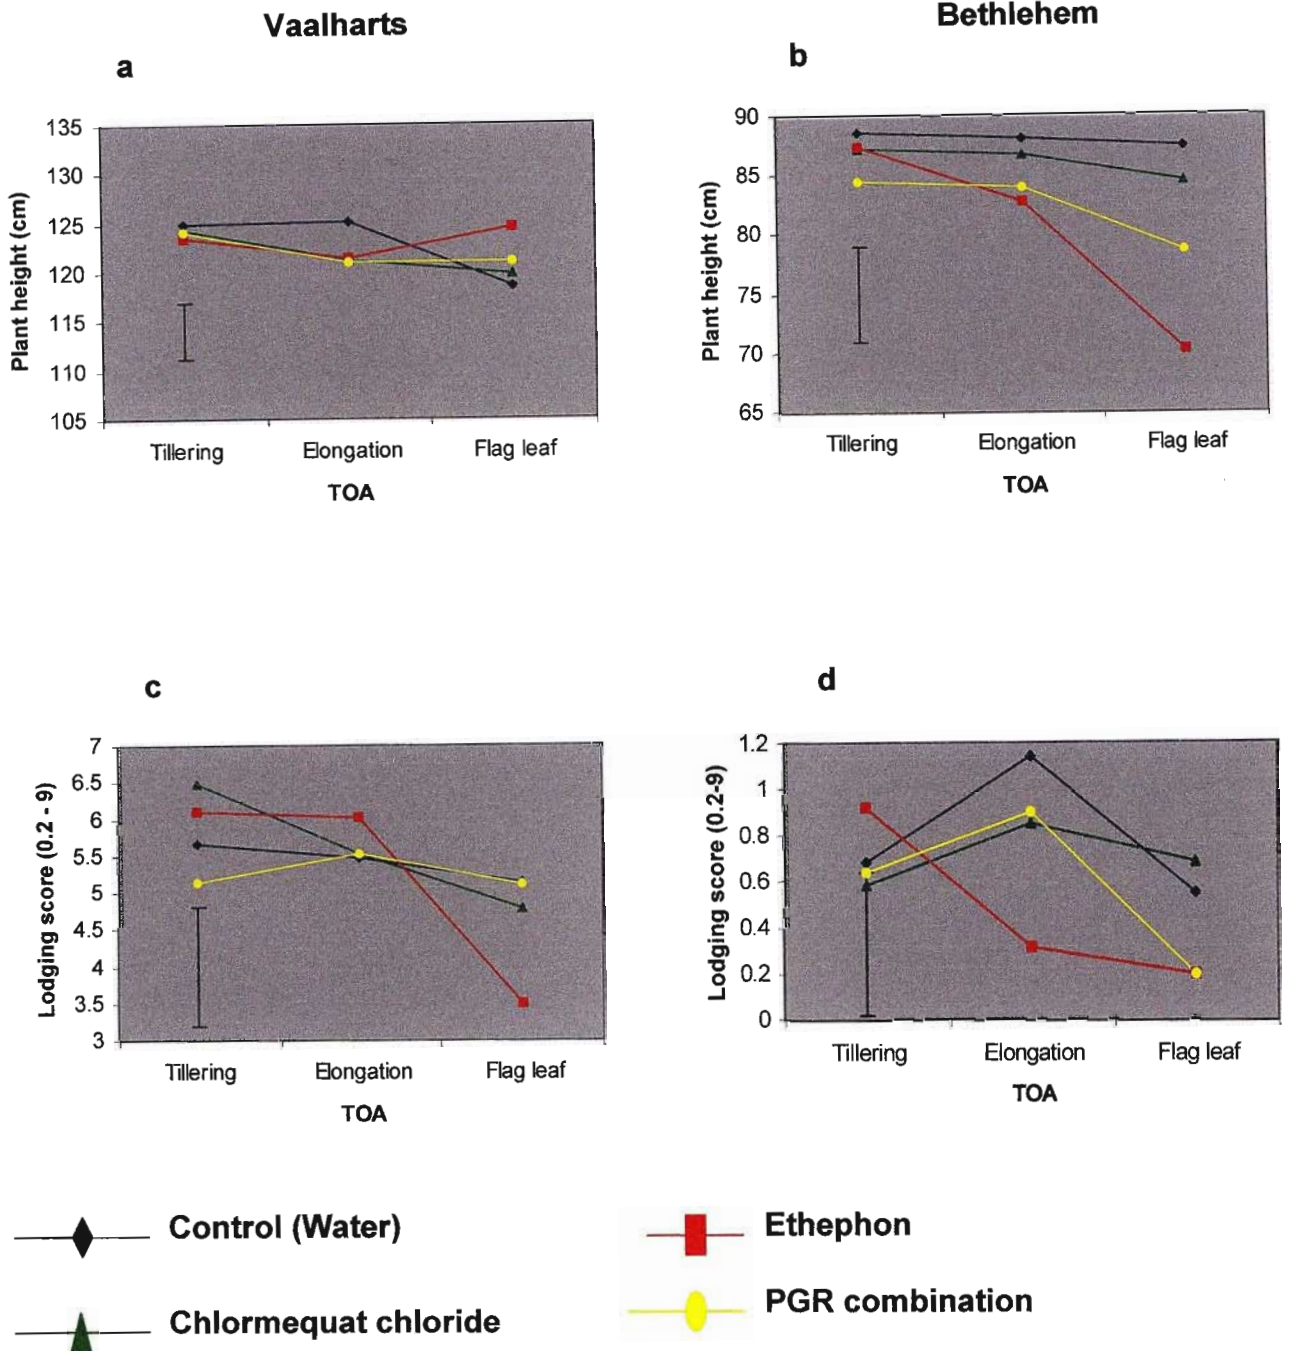 Vaalharts
Bethlehem
a
b
135
130
125
120
115
110
105
Plant height (cm)
Tillering Elongation Flag leaf
TOA
90
85
80
75
70
65
Plant height (cm)
Tillering Elongation Flag leaf
TOA
c
d
7
6.5
6
5.5
5
4.5
4
3.5
3
Lodging score (0.2 - 9)
Tillering Elongation Flag leaf
TOA
1.2
1
0.8
0.6
0.4
0.2
0
Lodging score (0.2-9)
Tillering Elongation Flag leaf
TOA
Control (Water)
Ethephon
Chlormequat chloride
PGR combination